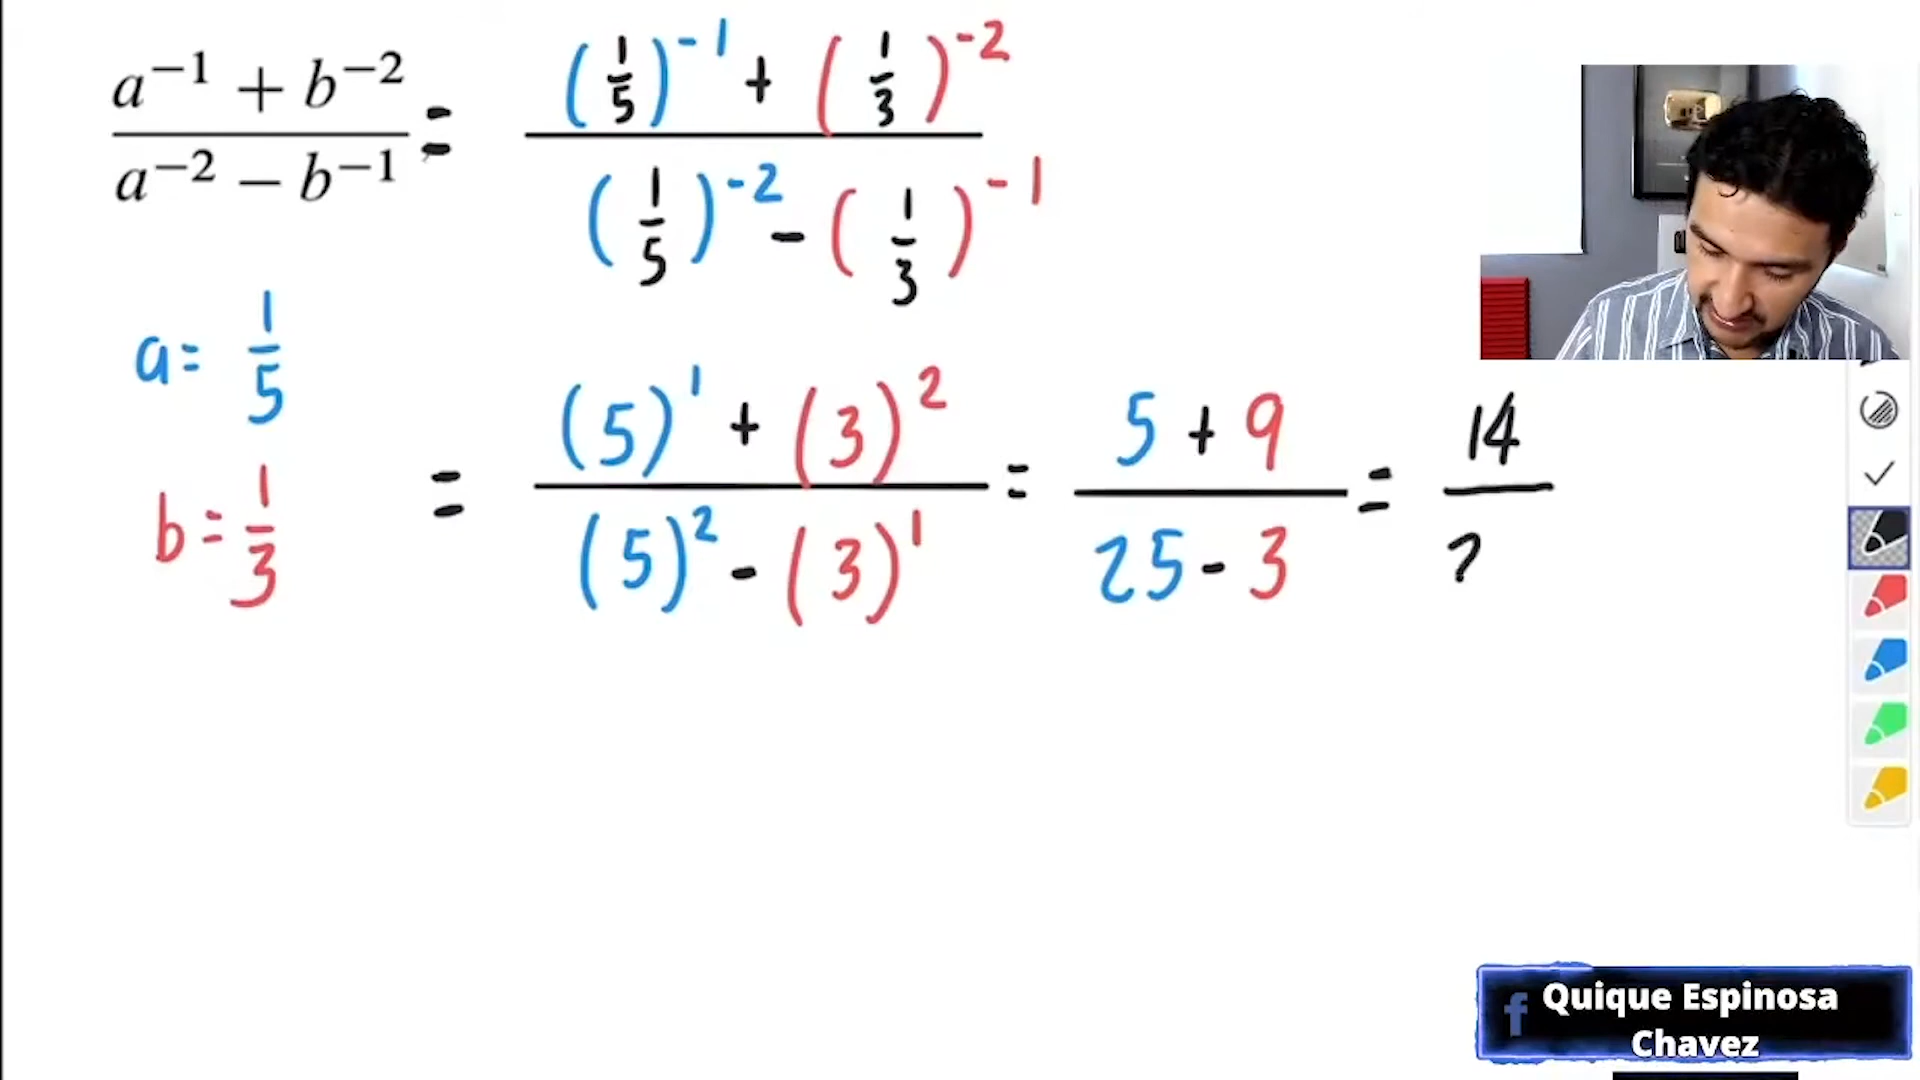 a⁻¹ + b⁻² / a⁻² − b⁻¹ = (1/5)⁻¹ + (1/3)⁻² / (1/5)⁻² - (1/3)⁻¹
a = 1/5
b = 1/3
= (5)¹ + (3)² / (5)² - (3)¹ = 5 + 9 / 25 - 3 = 14 / 2
f Quique Espinosa
Chavez